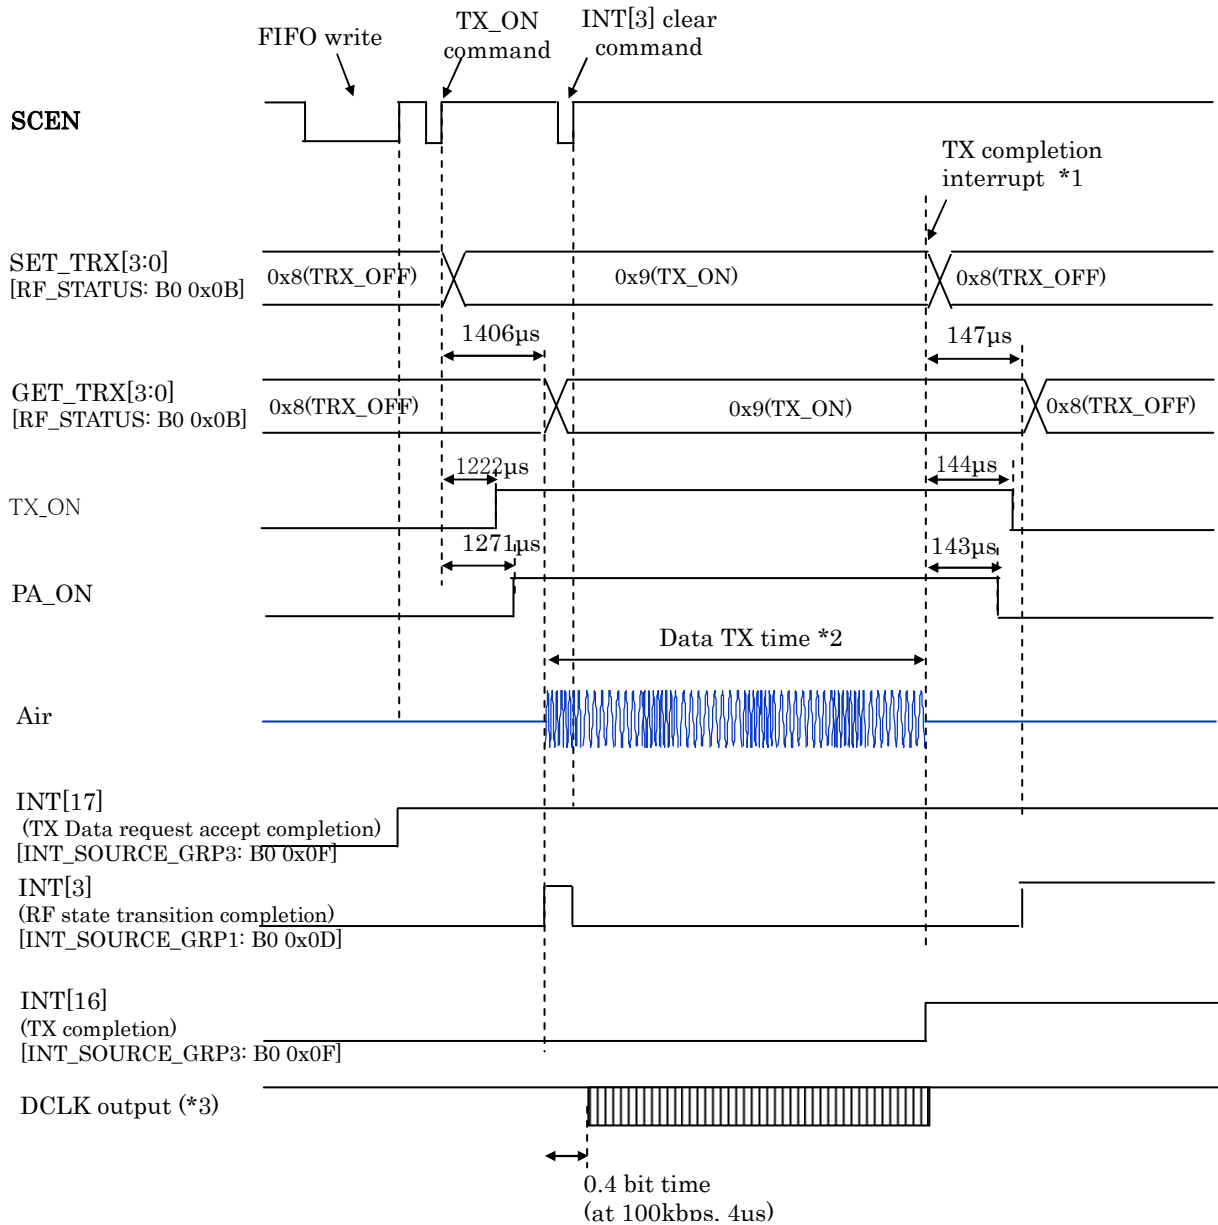 FIFO write
TX_ON
command
INT[3] clear
command
SCEN
TX completion
interrupt *1
SET_TRX[3:0]
[RF_STATUS: B0 0x0B]
0x8(TRX_OFF)
0x9(TX_ON)
0x8(TRX_OFF)
1406µs
147µs
GET_TRX[3:0]
[RF_STATUS: B0 0x0B]
0x8(TRX_OFF)
0x9(TX_ON)
0x8(TRX_OFF)
1222µs
144µs
TX_ON
1271µs
143µs
PA_ON
Data TX time *2
Air
INT[17]
(TX Data request accept completion)
[INT_SOURCE_GRP3: B0 0x0F]
INT[3]
(RF state transition completion)
[INT_SOURCE_GRP1: B0 0x0D]
INT[16]
(TX completion)
[INT_SOURCE_GRP3: B0 0x0F]
DCLK output (*3)
0.4 bit time
(at 100kbps, 4us)